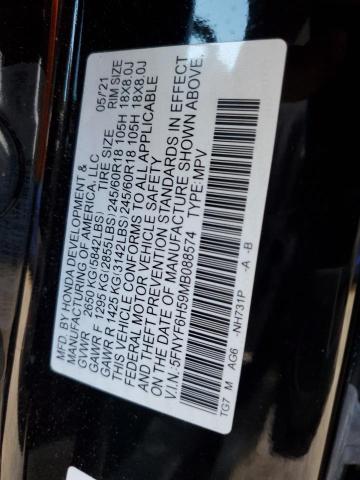 MFD. BY HONDA DEVELOPMENT &
MANUFACTURING OF AMERICA, LLC 05/'21
GVWR 2650 KG(5842LBS) TIRE SIZE RIM SIZE
GAWR F 1295 KG(2855LBS) 245/60R18 105H 18X8.0J
GAWR R 1425 KG(3142LBS) 245/60R18 105H 18X8.0J
THIS VEHICLE CONFORMS TO ALL APPLICABLE
FEDERAL MOTOR VEHICLE SAFETY
AND THEFT PREVENTION STANDARDS IN EFFECT
ON THE DATE OF MANUFACTURE SHOWN ABOVE.
V.I.N.:5FNYF6H59MB088574 TYPE:MPV
TG7 M AG6 -NH731P -A -B